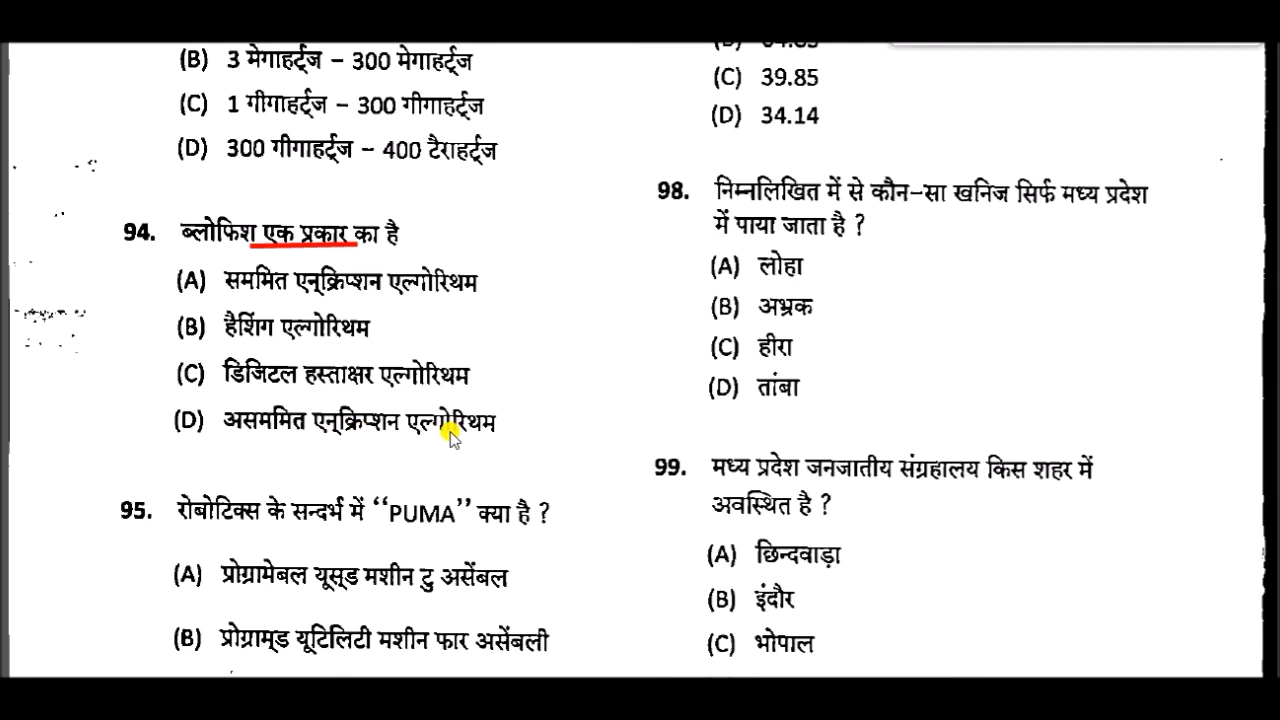 (B) 3 मेगाहर्ट्ज – 300 मेगाहर्ट्ज
(C) 1 गीगाहर्ट्ज – 300 गीगाहर्ट्ज
(D) 300 गीगाहर्ट्ज – 400 टैराहर्ट्ज
94. ब्लोफिश एक प्रकार का है
(A) सममित एन्क्रिप्शन एल्गोरिथम
(B) हैशिंग एल्गोरिथम
(C) डिजिटल हस्ताक्षर एल्गोरिथम
(D) असममित एन्क्रिप्शन एल्गोरिथम
95. रोबोटिक्स के सन्दर्भ में “PUMA” क्या है ?
(A) प्रोग्रामेबल यूस्ड मशीन टु असेंबल
(B) प्रोग्राम्ड यूटिलिटी मशीन फार असेंबली
(C) 39.85
(D) 34.14
98. निम्नलिखित में से कौन-सा खनिज सिर्फ मध्य प्रदेश
में पाया जाता है ?
(A) लोहा
(B) अभ्रक
(C) हीरा
(D) तांबा
99. मध्य प्रदेश जनजातीय संग्रहालय किस शहर में
अवस्थित है ?
(A) छिन्दवाड़ा
(B) इंदौर
(C) भोपाल